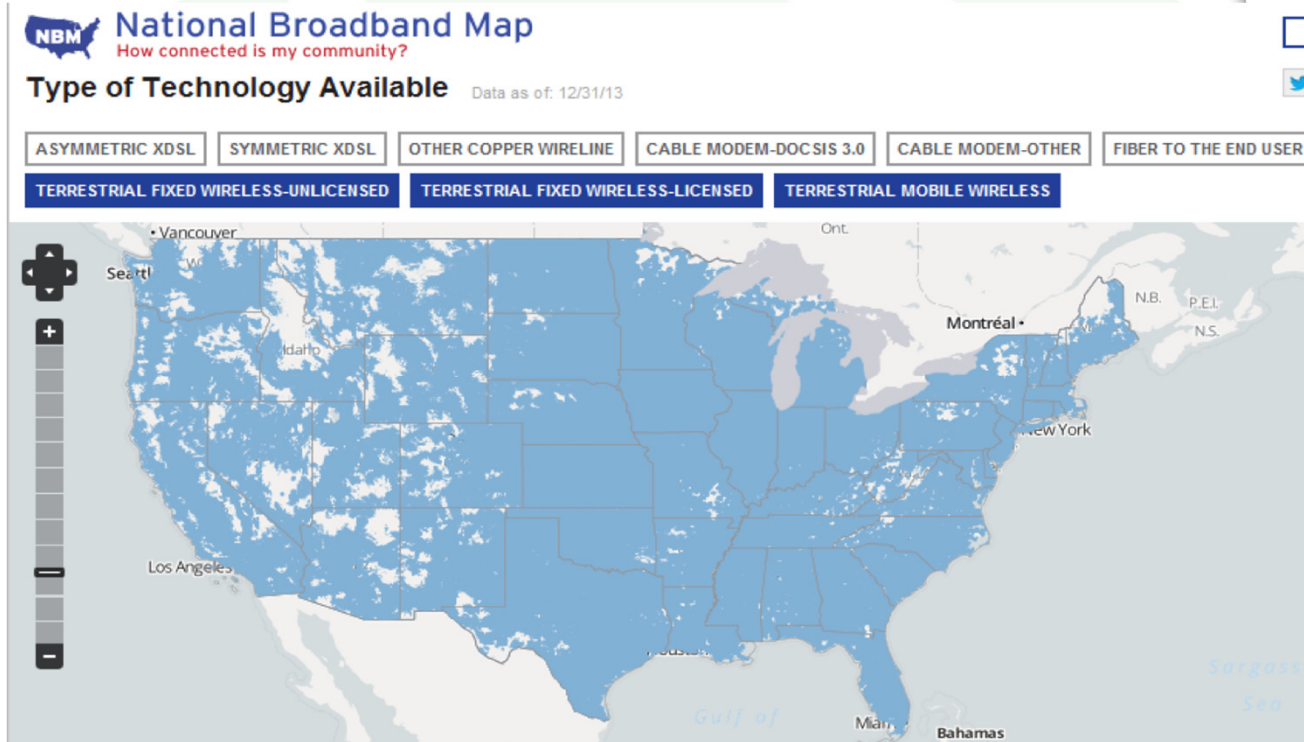 NBM
National Broadband Map
How connected is my community?
Type of Technology Available Data as of: 12/31/13
ASYMMETRIC XDSL SYMMETRIC XDSL OTHER COPPER WIRELINE CABLE MODEM-DOCSIS 3.0 CABLE MODEM-OTHER FIBER TO THE END USER
TERRESTRIAL FIXED WIRELESS-UNLICENSED TERRESTRIAL FIXED WIRELESS-LICENSED TERRESTRIAL MOBILE WIRELESS
Vancouver
Ont.
Seattl
N.B. P.E.I.
Montréal
N.S.
Idaho
New York
Los Angeles
Sargass
Sea
Gulf of
Miami
Bahamas